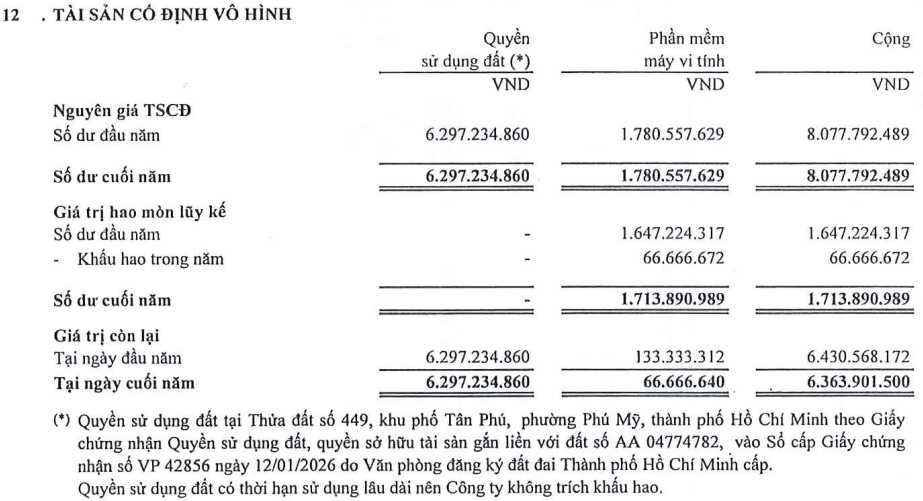 12 . TÀI SẢN CỐ ĐỊNH VÔ HÌNH
Quyền Phần mềm Cộng
sử dụng đất (*) máy vi tính
VND VND VND
Nguyên giá TSCĐ
Số dư đầu năm 6.297.234.860 1.780.557.629 8.077.792.489
Số dư cuối năm 6.297.234.860 1.780.557.629 8.077.792.489
Giá trị hao mòn lũy kế
Số dư đầu năm - 1.647.224.317 1.647.224.317
- Khấu hao trong năm - 66.666.672 66.666.672
Số dư cuối năm - 1.713.890.989 1.713.890.989
Giá trị còn lại
Tại ngày đầu năm 6.297.234.860 133.333.312 6.430.568.172
Tại ngày cuối năm 6.297.234.860 66.666.640 6.363.901.500
(*) Quyền sử dụng đất tại Thửa đất số 449, khu phố Tân Phú, phường Phú Mỹ, thành phố Hồ Chí Minh theo Giấy
chứng nhận Quyền sử dụng đất, quyền sở hữu tài sản gắn liền với đất số AA 04774782, vào Sổ cấp Giấy chứng
nhận số VP 42856 ngày 12/01/2026 do Văn phòng đăng ký đất đai Thành phố Hồ Chí Minh cấp.
Quyền sử dụng đất có thời hạn sử dụng lâu dài nên Công ty không trích khấu hao.